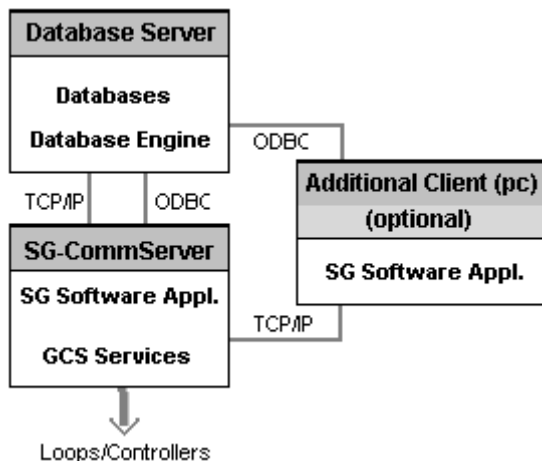 Database Server
Databases
Database Engine
ODBC
TCP/IP
ODBC
Additional Client (pc)
(optional)
SG Software Appl.
SG-CommServer
SG Software Appl.
GCS Services
TCP/IP
Loops/Controllers